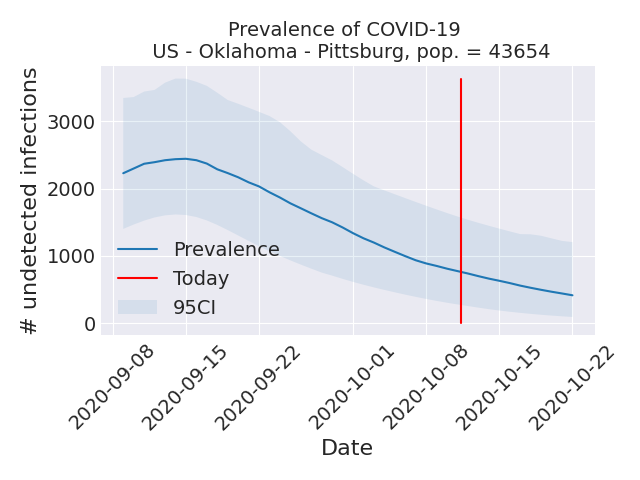 Prevalence of COVID-19
US - Oklahoma - Pittsburg, pop. = 43654
# undetected infections
3000
2000
1000
0
Prevalence
Today
95CI
2020-09-08
2020-09-15
2020-09-22
2020-10-01
2020-10-08
2020-10-15
2020-10-22
Date